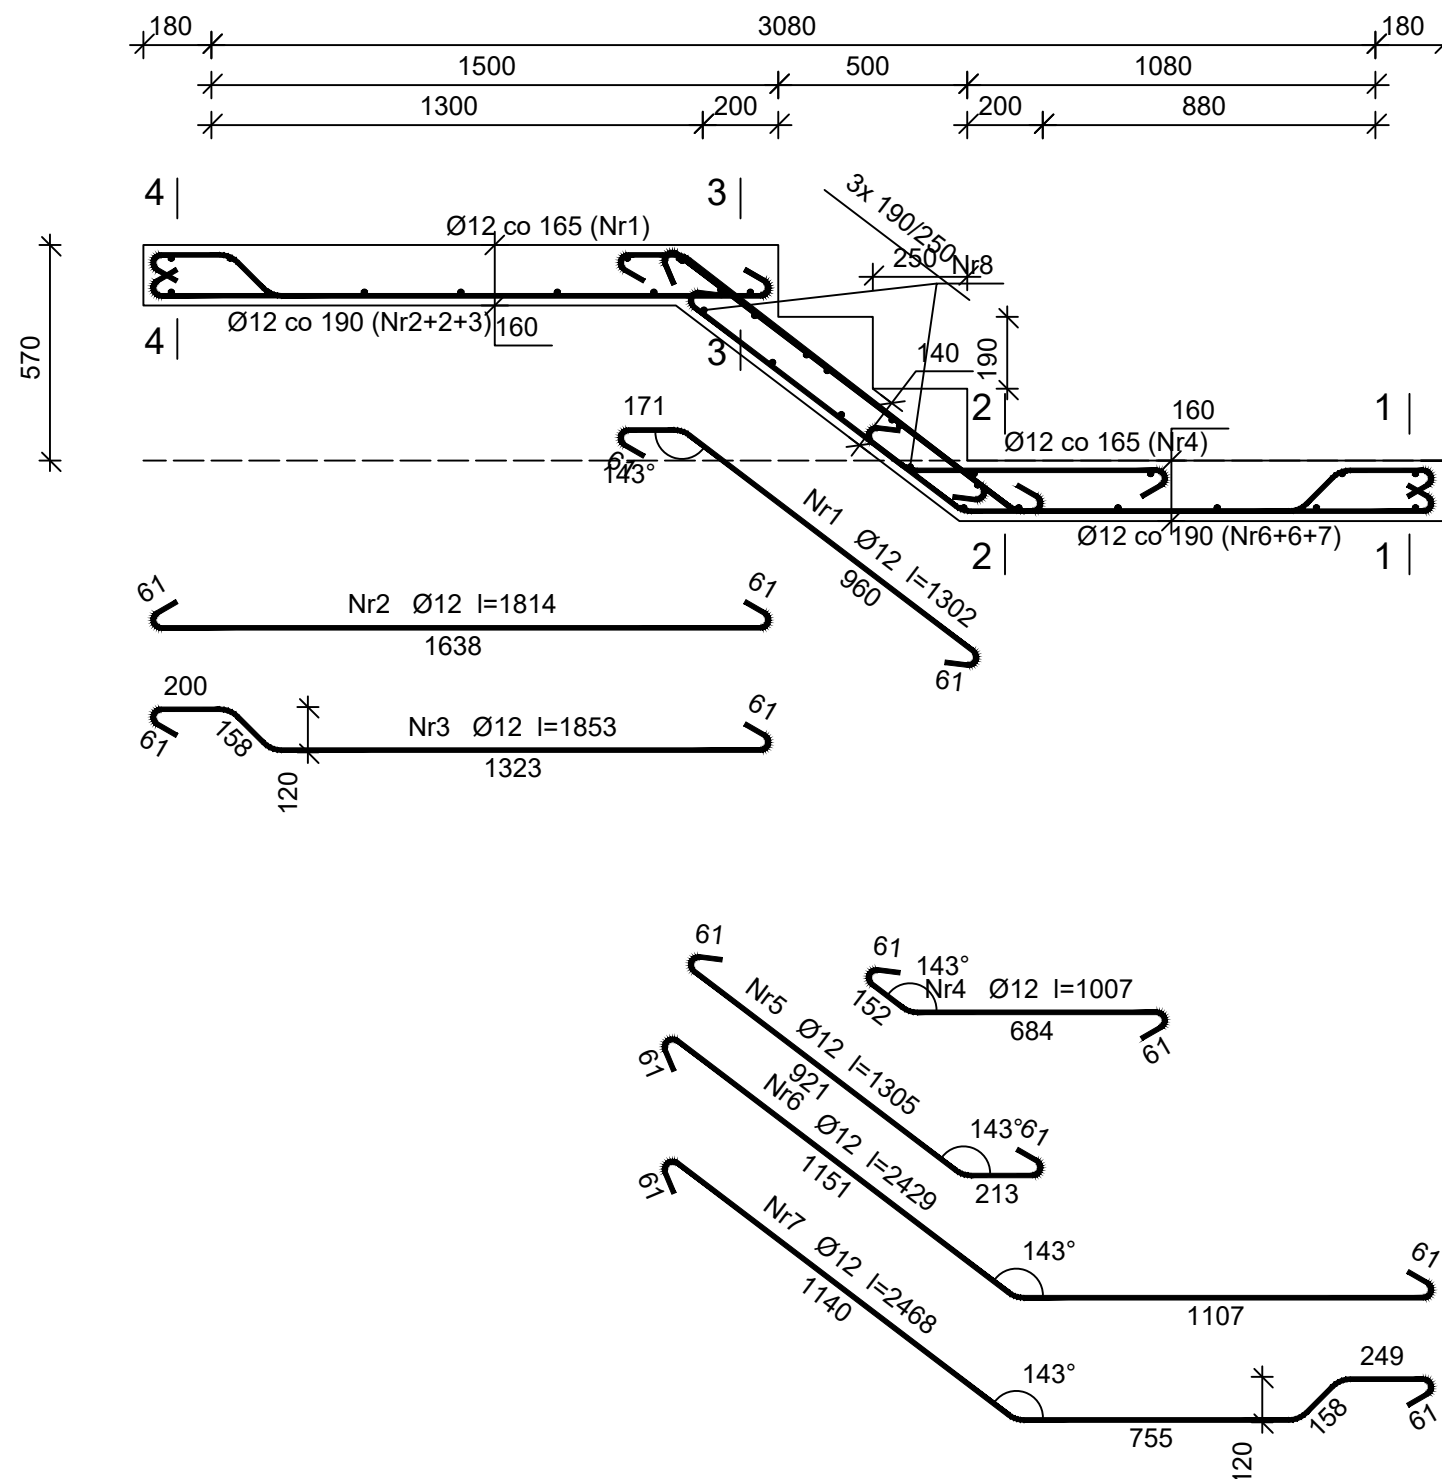 180 3080 180
1500 500 1080
1300 200 200 880
4 3
3x 190/250
Ø12 co 165 (Nr1)
250 Nr8
Ø12 co 190 (Nr2+2+3) 160
4 3
570
140
190
171
2 160 1
Ø12 co 165 (Nr4)
61
143°
Nr1 Ø12 l=1302
960
61
2 Ø12 co 190 (Nr6+6+7) 1
61 61
Nr2 Ø12 l=1814
1638
200
61
Nr3 Ø12 l=1853
61 158
1323
120
61
61
143°
Nr4 Ø12 l=1007
152
684
61
Nr5 Ø12 l=1305
921
143°
61
213
61
Nr6 Ø12 l=2429
1151
143°
61
1107
61
Nr7 Ø12 l=2468
1140
143°
249
158
61
755
120